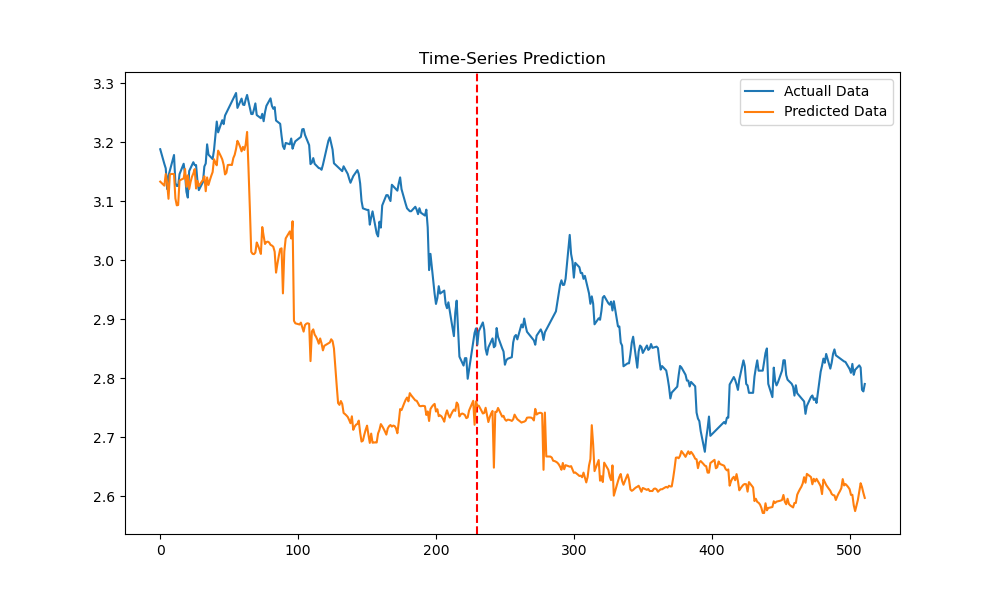 Time-Series Prediction
Actuall Data
Predicted Data
3.3
3.2
3.1
3.0
2.9
2.8
2.7
2.6
0 100 200 300 400 500